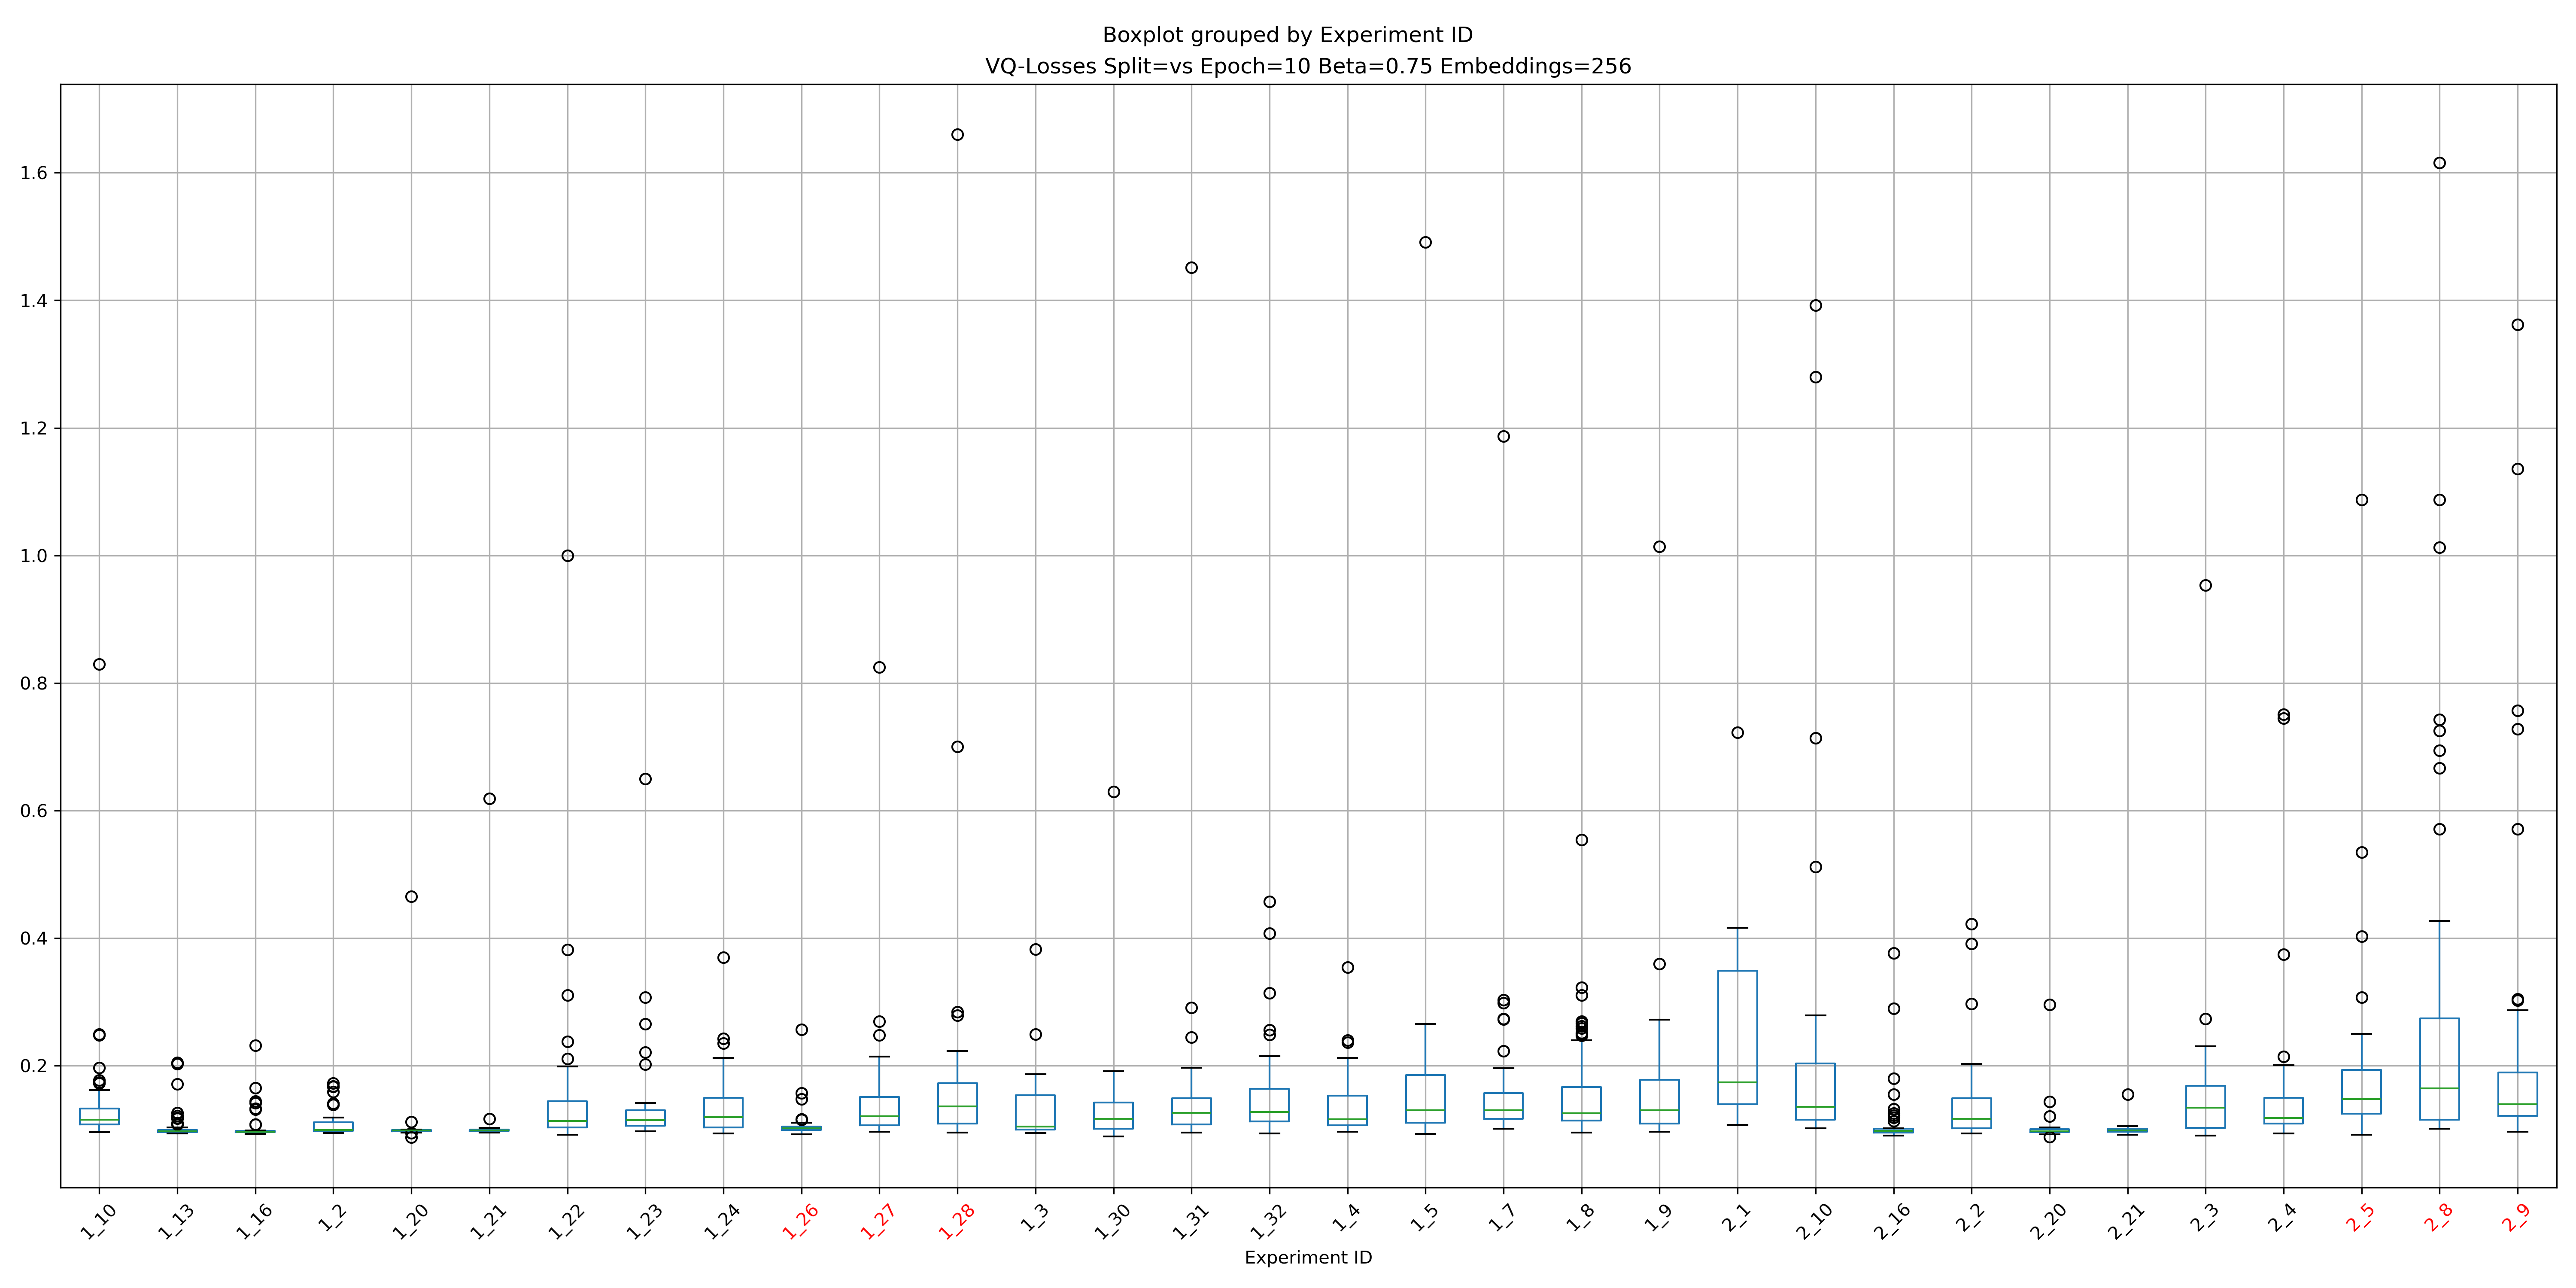 Boxplot grouped by Experiment ID
VQ-Losses Split=vs Epoch=10 Beta=0.75 Embeddings=256
1.6
1.4
1.2
1.0
0.8
0.6
0.4
0.2
1_10 1_13 1_16 1_2 1_20 1_21 1_22 1_23 1_24 1_26 1_27 1_28 1_3 1_30 1_31 1_32 1_4 1_5 1_7 1_8 1_9 2_1 2_10 2_16 2_2 2_20 2_21 2_3 2_4 2_5 2_8 2_9
Experiment ID